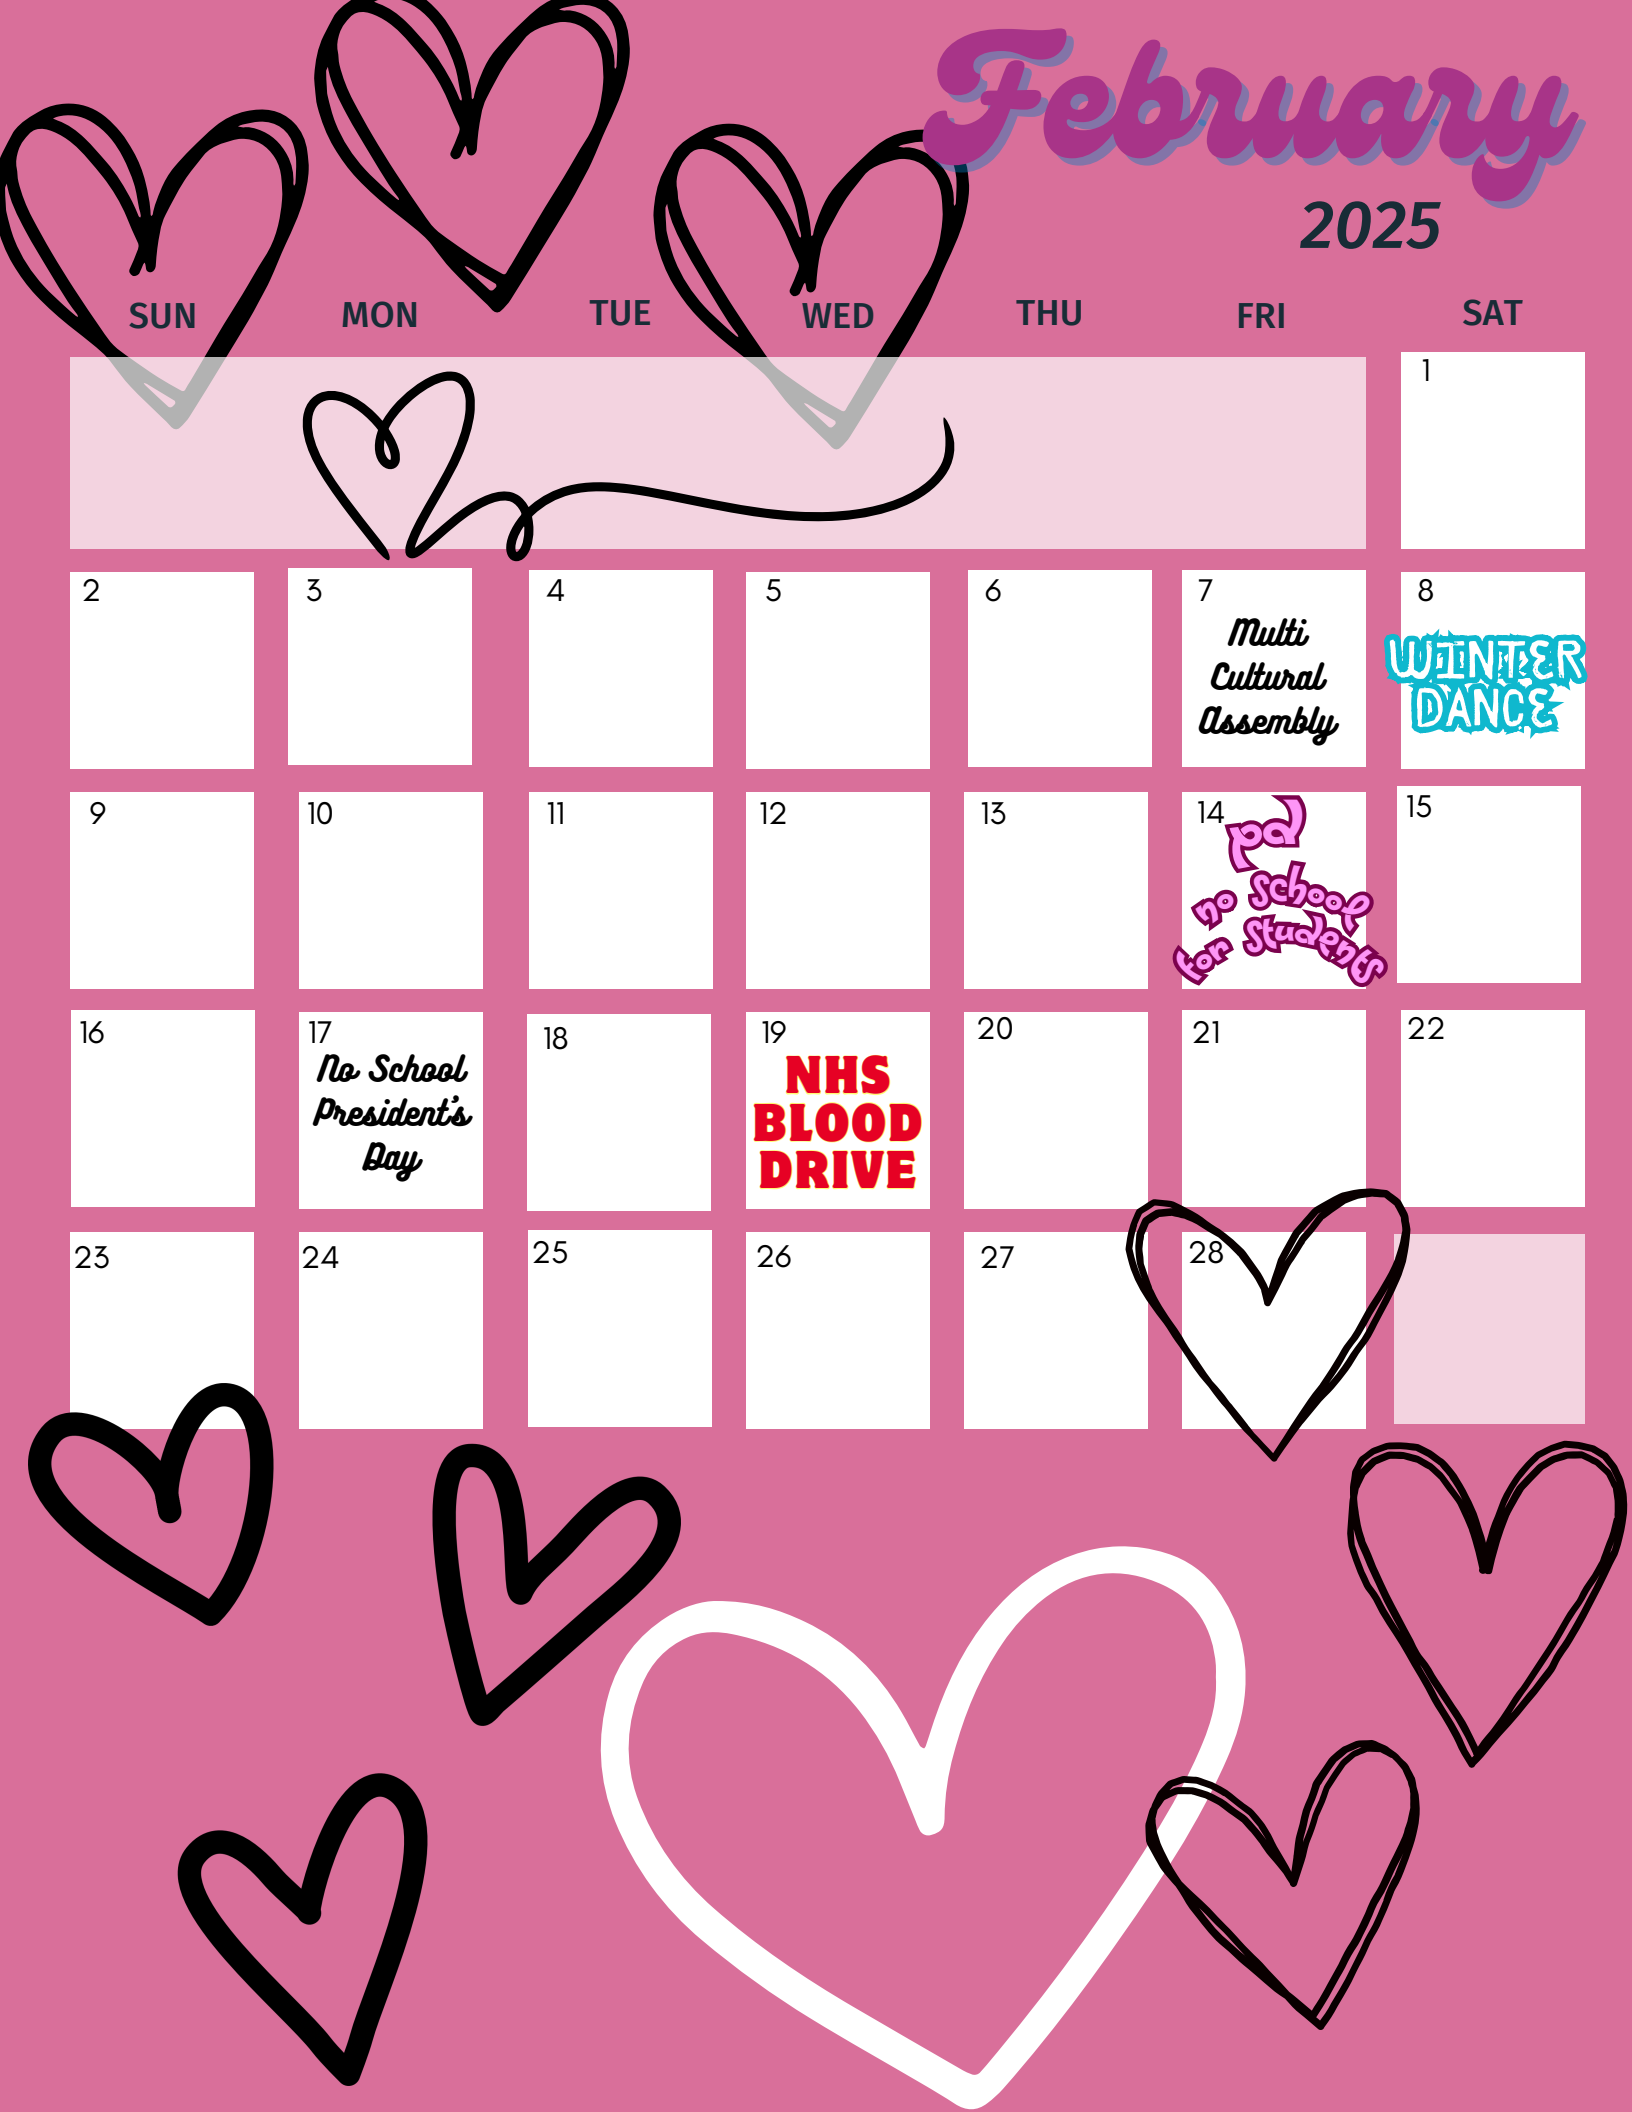 February
2025
SUN MON TUE WED THU FRI SAT
1
2 3 4 5 6 7 8
Multi
Cultural
Assembly
WINTER
DANCE
9 10 11 12 13 14 15
pd
no school
for students
16 17 18 19 20 21 22
No School
President's
Day
NHS
BLOOD
DRIVE
23 24 25 26 27 28